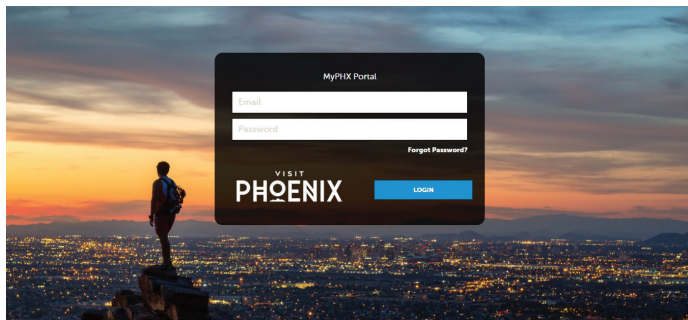 MyPHX Portal
Email
Password
Forgot Password?
VISIT
PHOENIX
LOGIN